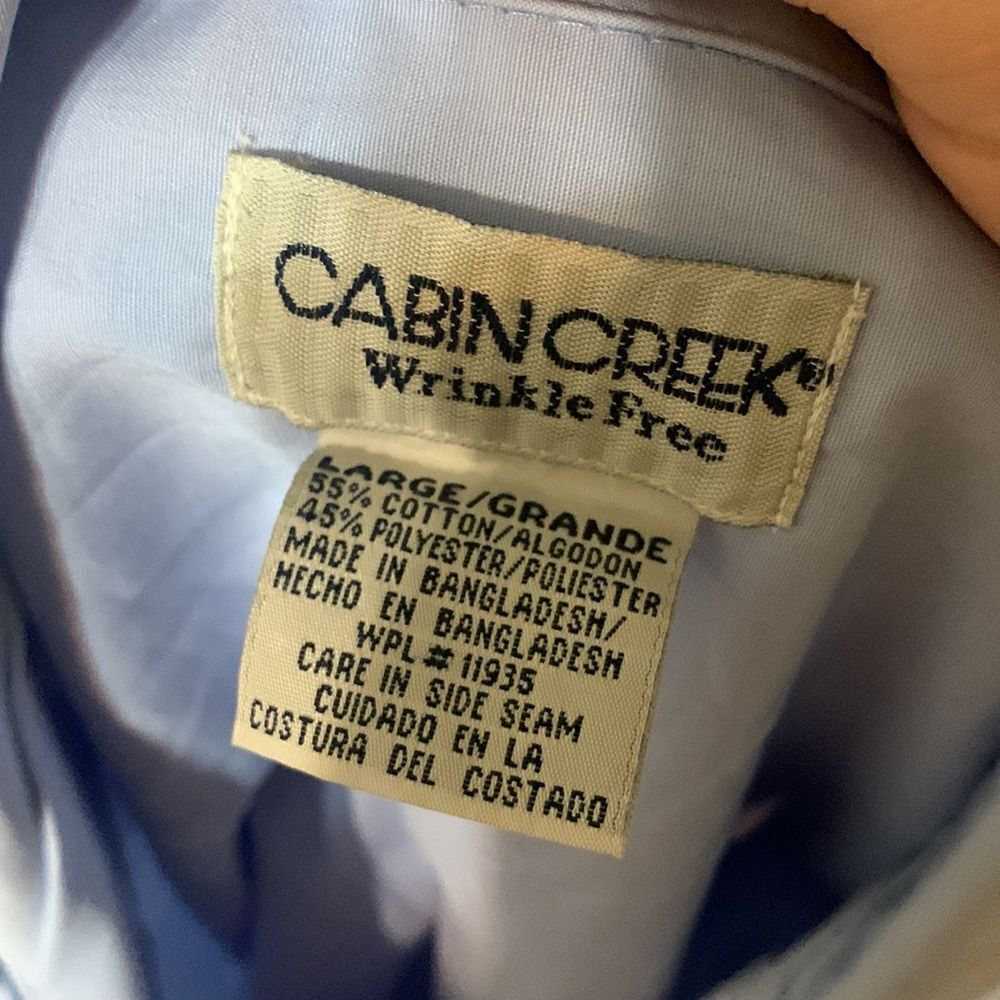 CABIN CREEK®
Wrinkle Free
LARGE/GRANDE
55% COTTON/ALGODON
45% POLYESTER/POLIESTER
MADE IN BANGLADESH/
HECHO EN BANGLADESH
WPL # 11935
CARE IN SIDE SEAM
CUIDADO EN LA
COSTURA DEL COSTADO